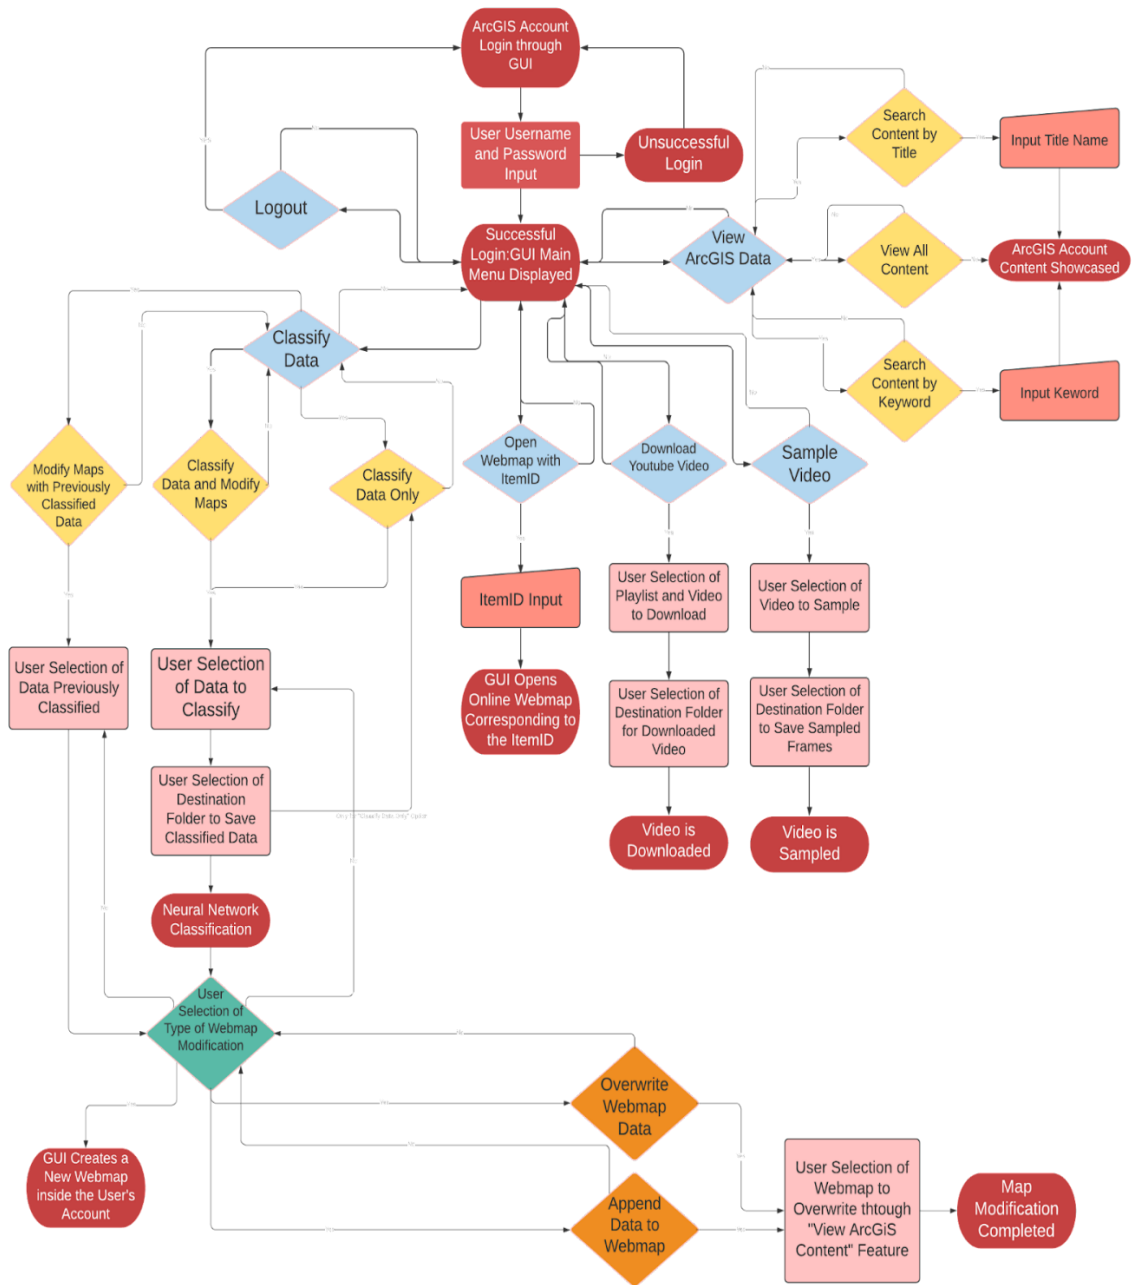 ArcGIS Account
Login through
GUI
User Username
and Password
Input
Unsuccessful
Login
Logout
Successful
Login:GUI Main
Menu Displayed
View
ArcGIS Data
Search
Content by
Title
Input Title Name
View All
Content
ArcGIS Account
Content Showcased
Search
Content by
Keyword
Input Keword
Classify
Data
Modify Maps
with Previously
Classified
Data
Classify
Data and Modify
Maps
Classify
Data Only
Open
Webmap with
ItemID
Download
Youtube Video
Sample
Video
ItemID Input
GUI Opens
Online Webmap
Corresponding to
the ItemID
User Selection of
Playlist and Video
to Download
User Selection of
Destination Folder
for Downloaded
Video
Video is
Downloaded
User Selection of
Video to Sample
User Selection of
Destination Folder
to Save Sampled
Frames
Video is
Sampled
User Selection of
Data Previously
Classified
User Selection
of Data to
Classify
User Selection of
Destination
Folder to Save
Classified Data
Only for "Classify Data Only" Option
Neural Network
Classification
User
Selection of
Type of Webmap
Modification
GUI Creates a
New Webmap
inside the User's
Account
Overwrite
Webmap
Data
Append
Data to
Webmap
User Selection of
Webmap to
Overwrite thtough
"View ArcGiS
Content" Feature
Map
Modification
Completed